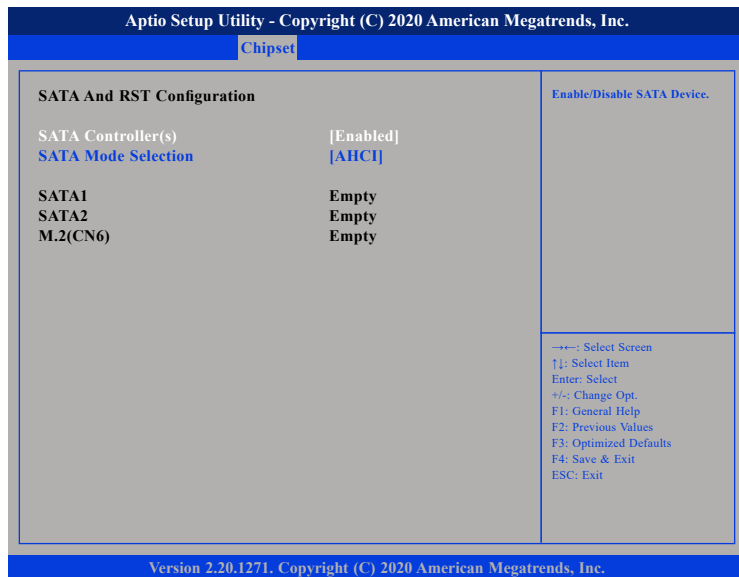 Aptio Setup Utility - Copyright (C) 2020 American Megatrends, Inc.
Chipset
SATA And RST Configuration
SATA Controller(s) [Enabled]
SATA Mode Selection [AHCI]
SATA1 Empty
SATA2 Empty
M.2(CN6) Empty
Enable/Disable SATA Device.
→←: Select Screen
↑↓: Select Item
Enter: Select
+/-: Change Opt.
F1: General Help
F2: Previous Values
F3: Optimized Defaults
F4: Save & Exit
ESC: Exit
Version 2.20.1271. Copyright (C) 2020 American Megatrends, Inc.